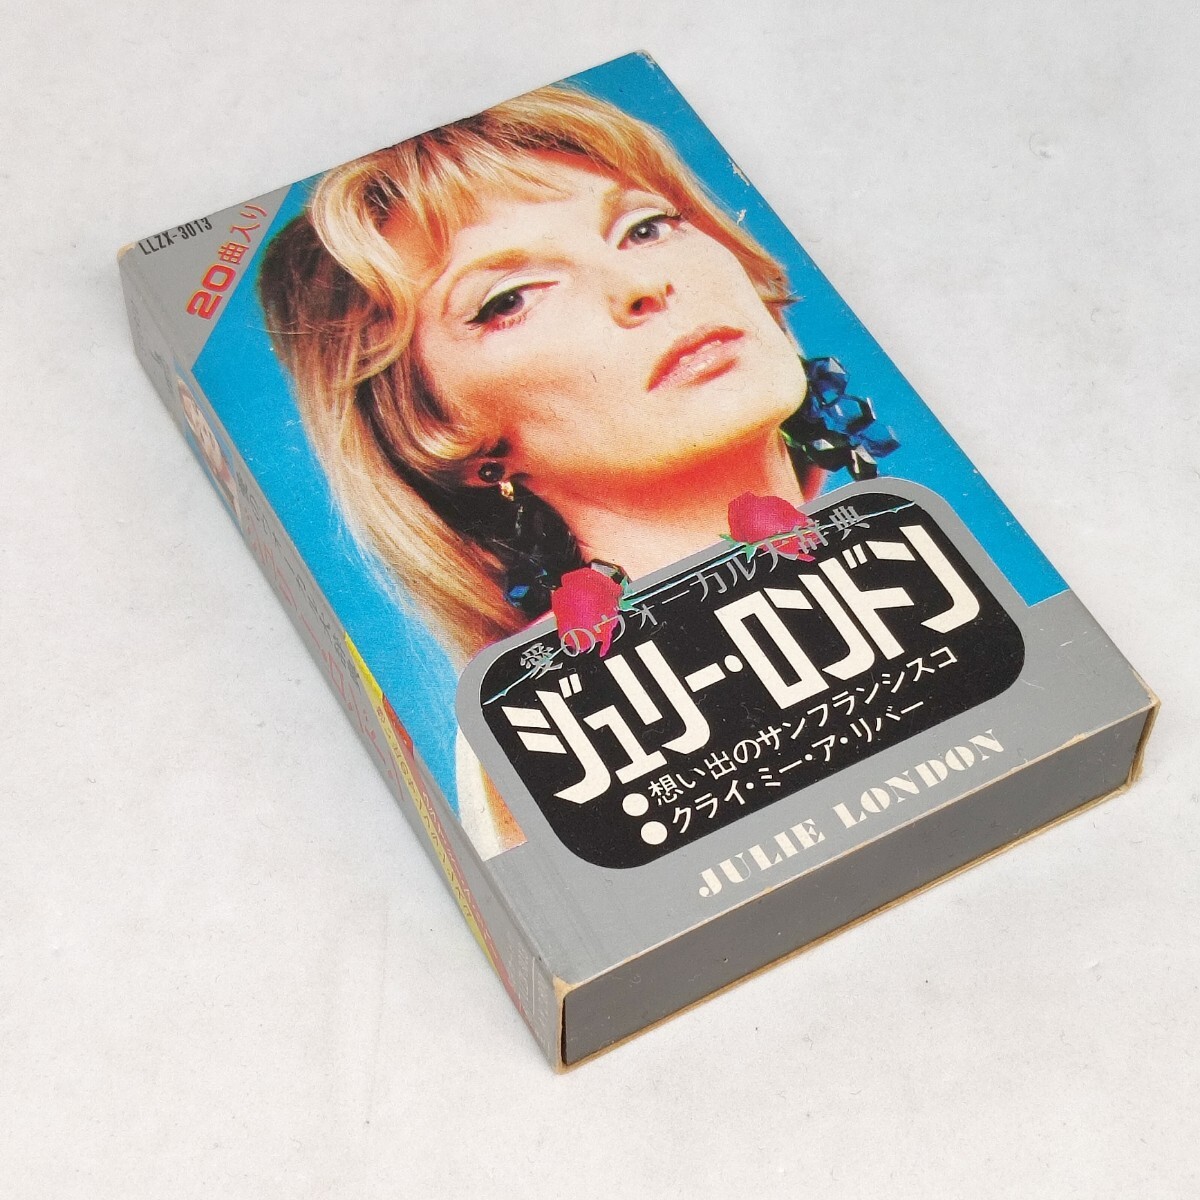 LLZX-3013
20曲入り
愛のヴォーカル大辞典
ジュリー・ロンドン
●想い出のサンフランシスコ
●クライ・ミー・ア・リバー
JULIE LONDON